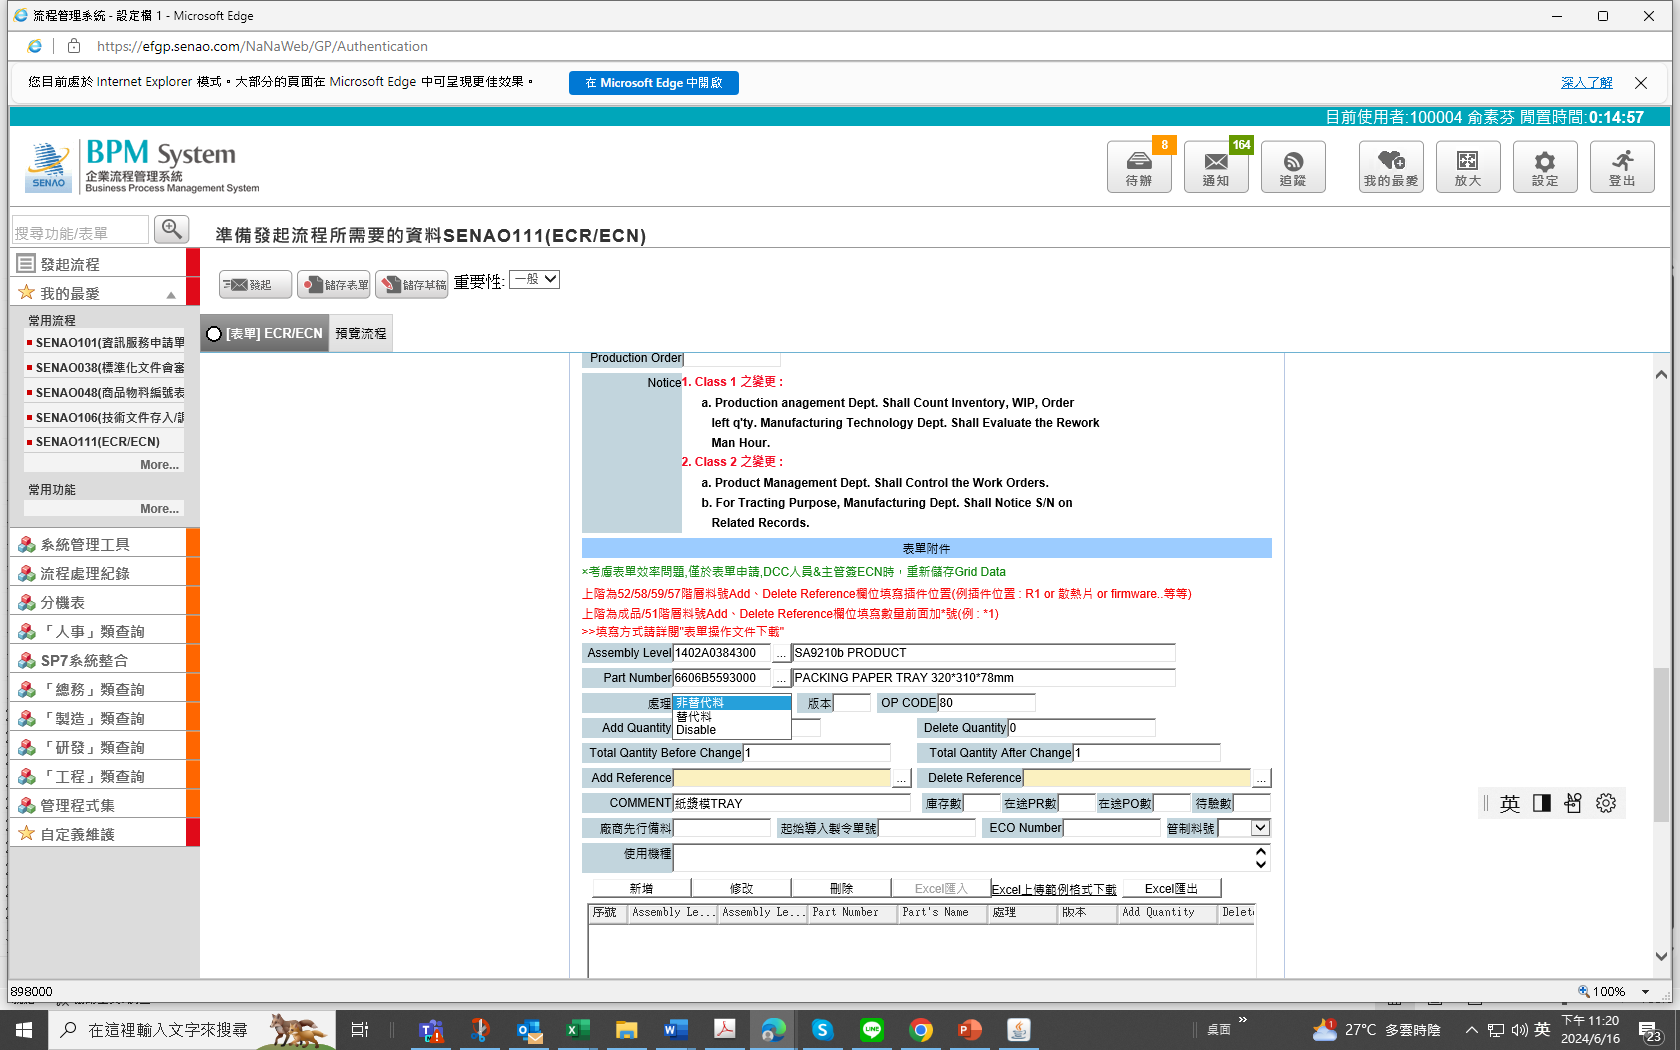 流程管理系統 - 設定檔 1 - Microsoft Edge
https://efgp.senao.com/NaNaWeb/GP/Authentication
您目前處於 Internet Explorer 模式。大部分的頁面在 Microsoft Edge 中可呈現更佳效果。
在 Microsoft Edge 中開啟
深入了解
目前使用者:100004 俞素芬 閒置時間:0:14:57
SENAO
BPM System
企業流程管理系統
Business Process Management System
8
待辦
164
通知
追蹤
我的最愛
放大
設定
登出
搜尋功能/表單
準備發起流程所需要的資料SENAO111(ECR/ECN)
發起流程
我的最愛
常用流程
SENAO101(資訊服務申請單
SENAO038(標準化文件會審
SENAO048(商品物料編號表
SENAO106(技術文件存入/調
SENAO111(ECR/ECN)
More...
常用功能
More...
系統管理工具
流程處理紀錄
分機表
「人事」類查詢
SP7系統整合
「總務」類查詢
「製造」類查詢
「研發」類查詢
「工程」類查詢
管理程式集
自定義維護
發起
儲存表單
儲存草稿
重要性: 一般
[表單] ECR/ECN
預覽流程
Production Order
Notice
1. Class 1 之變更 :
a. Production anagement Dept. Shall Count Inventory, WIP, Order
left q'ty. Manufacturing Technology Dept. Shall Evaluate the Rework
Man Hour.
2. Class 2 之變更 :
a. Product Management Dept. Shall Control the Work Orders.
b. For Tracting Purpose, Manufacturing Dept. Shall Notice S/N on
Related Records.
表單附件
×考慮表單效率問題,僅於表單申請,DCC人員&主管簽ECN時，重新儲存Grid Data
上階為52/58/59/57階層料號Add、Delete Reference欄位填寫插件位置(例插件位置 : R1 or 散熱片 or firmware..等等)
上階為成品/51階層料號Add、Delete Reference欄位填寫數量前面加*號(例 : *1)
>>填寫方式請詳閱"表單操作文件下載"
Assembly Level 1402A0384300 ... SA9210b PRODUCT
Part Number 6606B5593000 ... PACKING PAPER TRAY 320*310*78mm
處理 非替代料 版本 OP CODE 80
替代料
Disable
Add Quantity Delete Quantity 0
Total Qantity Before Change 1 Total Qantity After Change 1
Add Reference ... Delete Reference ...
COMMENT 紙漿模TRAY 庫存數 在途PR數 在途PO數 待驗數
廠商先行備料 起始導入製令單號 ECO Number 管制料號
使用機種
新增 修改 刪除 Excel匯入 Excel上傳範例格式下載 Excel匯出
序號 Assembly Le... Assembly Le... Part Number Part's Name 處理 版本 Add Quantity Delet
英
898000
100%
在這裡輸入文字來搜尋
桌面
27°C 多雲時陰
英
下午 11:20
2024/6/16
23